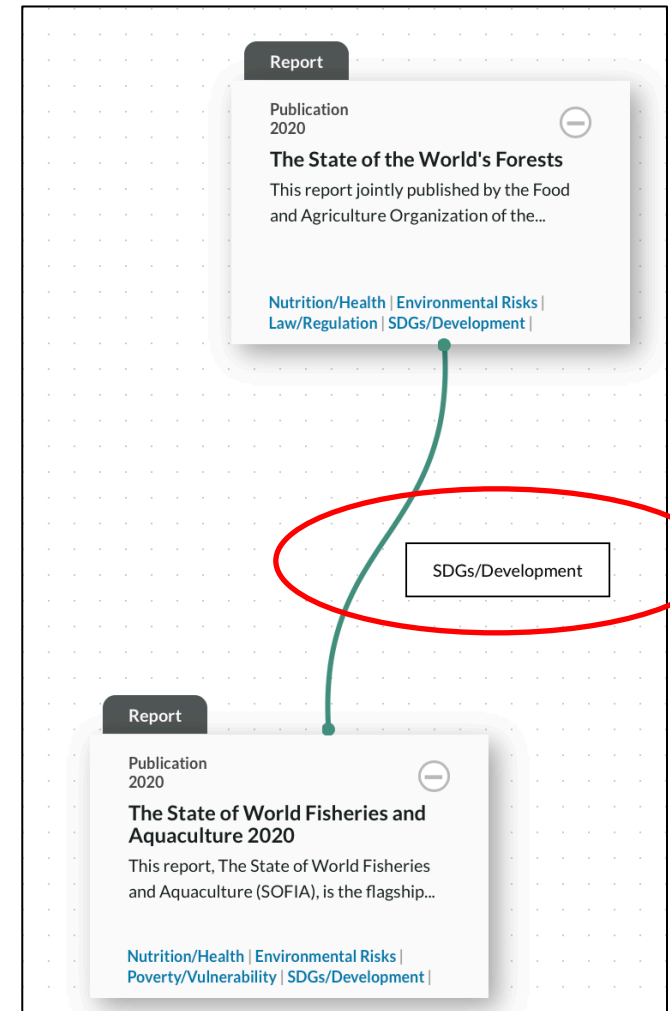 Report
Publication
2020
The State of the World's Forests
This report jointly published by the Food
and Agriculture Organization of the...
Nutrition/Health | Environmental Risks |
Law/Regulation | SDGs/Development |
SDGs/Development
Report
Publication
2020
The State of World Fisheries and
Aquaculture 2020
This report, The State of World Fisheries
and Aquaculture (SOFIA), is the flagship...
Nutrition/Health | Environmental Risks |
Poverty/Vulnerability | SDGs/Development |